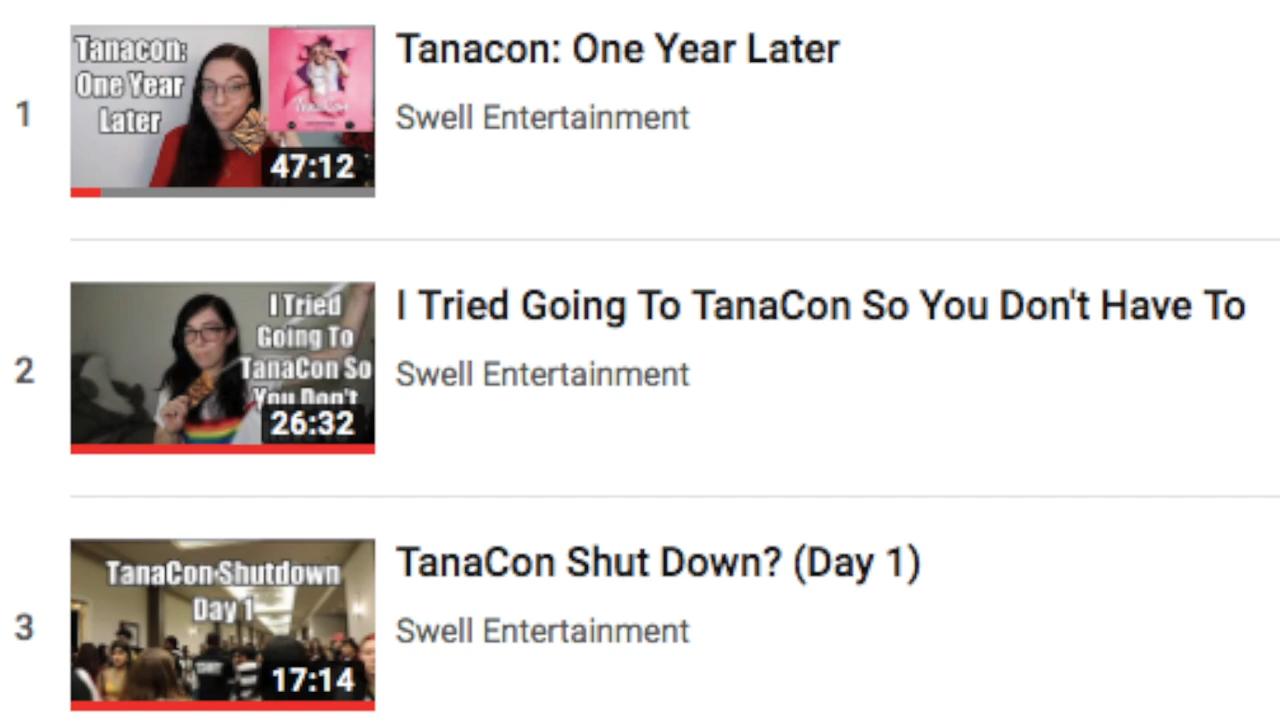 1
Tanacon:
One Year
Later
47:12
Tanacon: One Year Later
Swell Entertainment
2
I Tried
Going To
TanaCon So
You Don't
26:32
I Tried Going To TanaCon So You Don't Have To
Swell Entertainment
3
TanaCon Shutdown
Day 1
17:14
TanaCon Shut Down? (Day 1)
Swell Entertainment